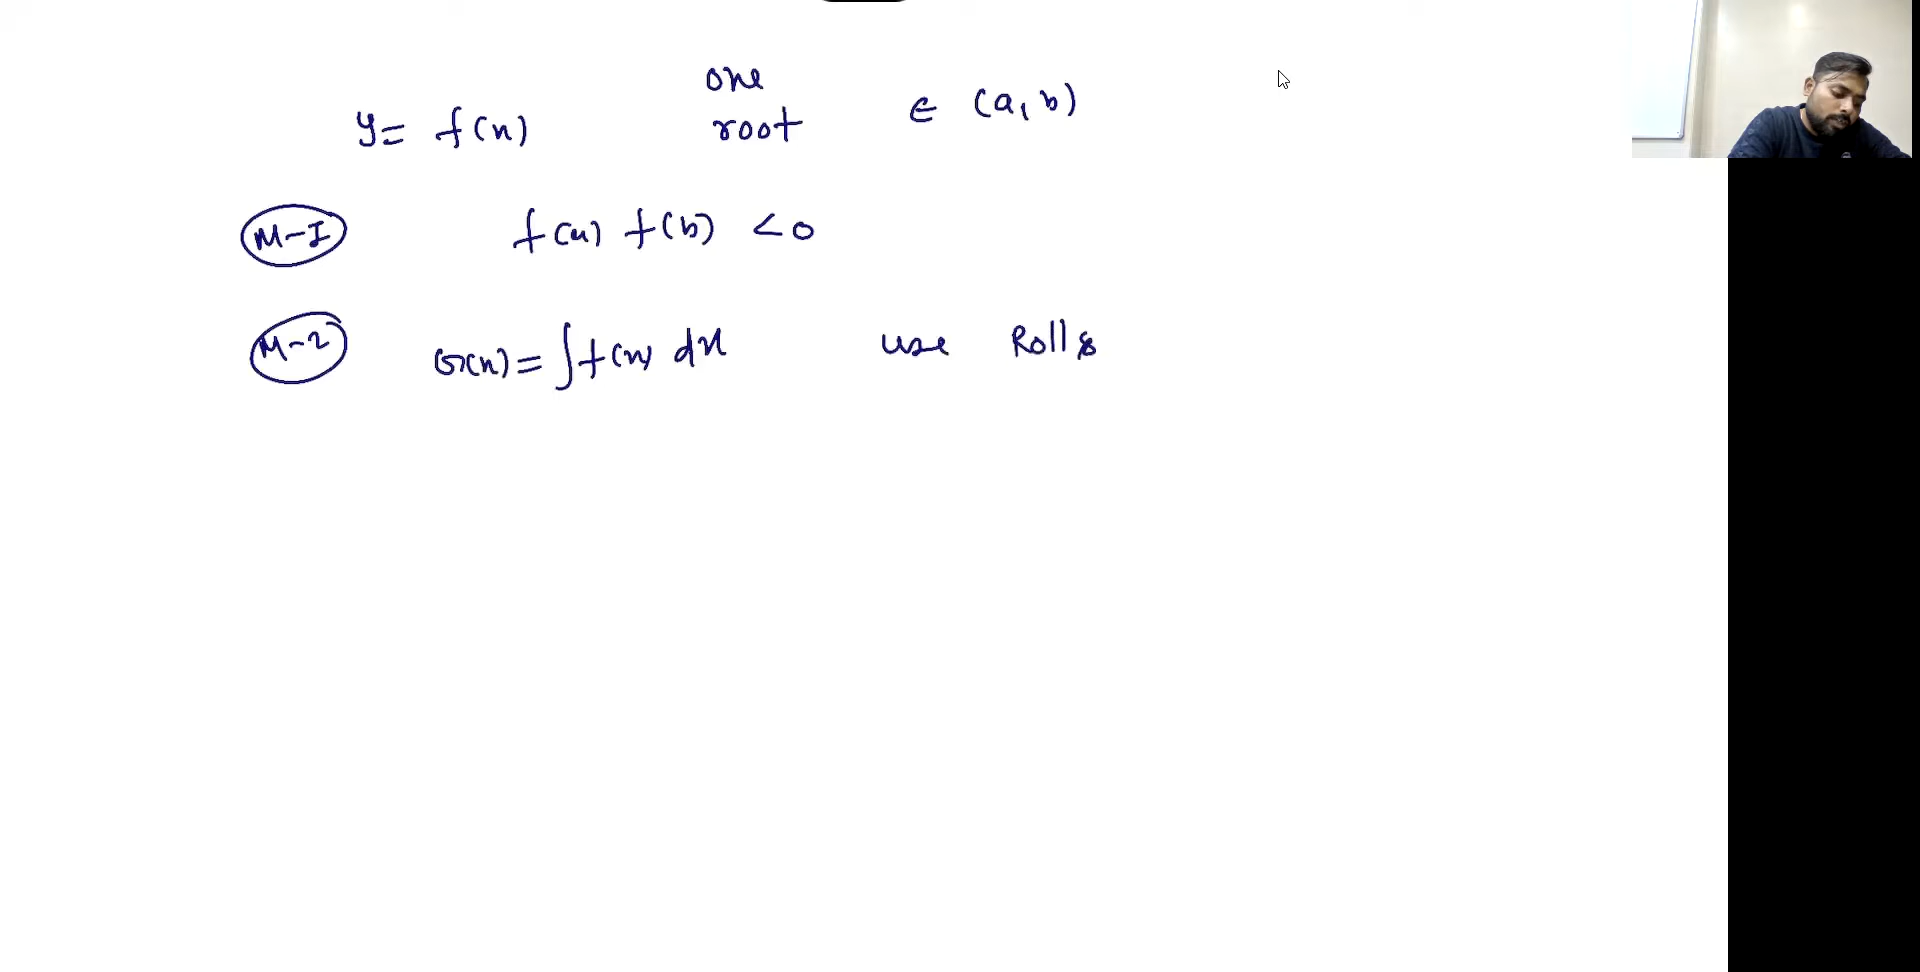 y = f(x) one root ∈ (a, b)
M-I f(a) f(b) < 0
M-2 G(x) = ∫f(x) dx use Rolls